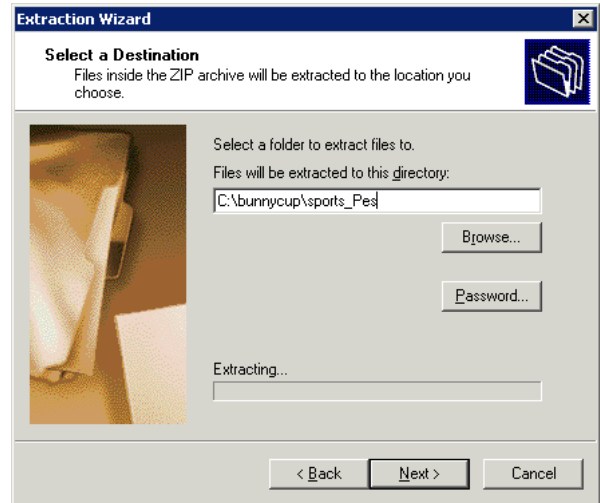 Extraction Wizard
Select a Destination
Files inside the ZIP archive will be extracted to the location you
choose.
Select a folder to extract files to.
Files will be extracted to this directory:
C:\bunnycup\sports_Pes
Browse...
Password...
Extracting...
< Back
Next >
Cancel